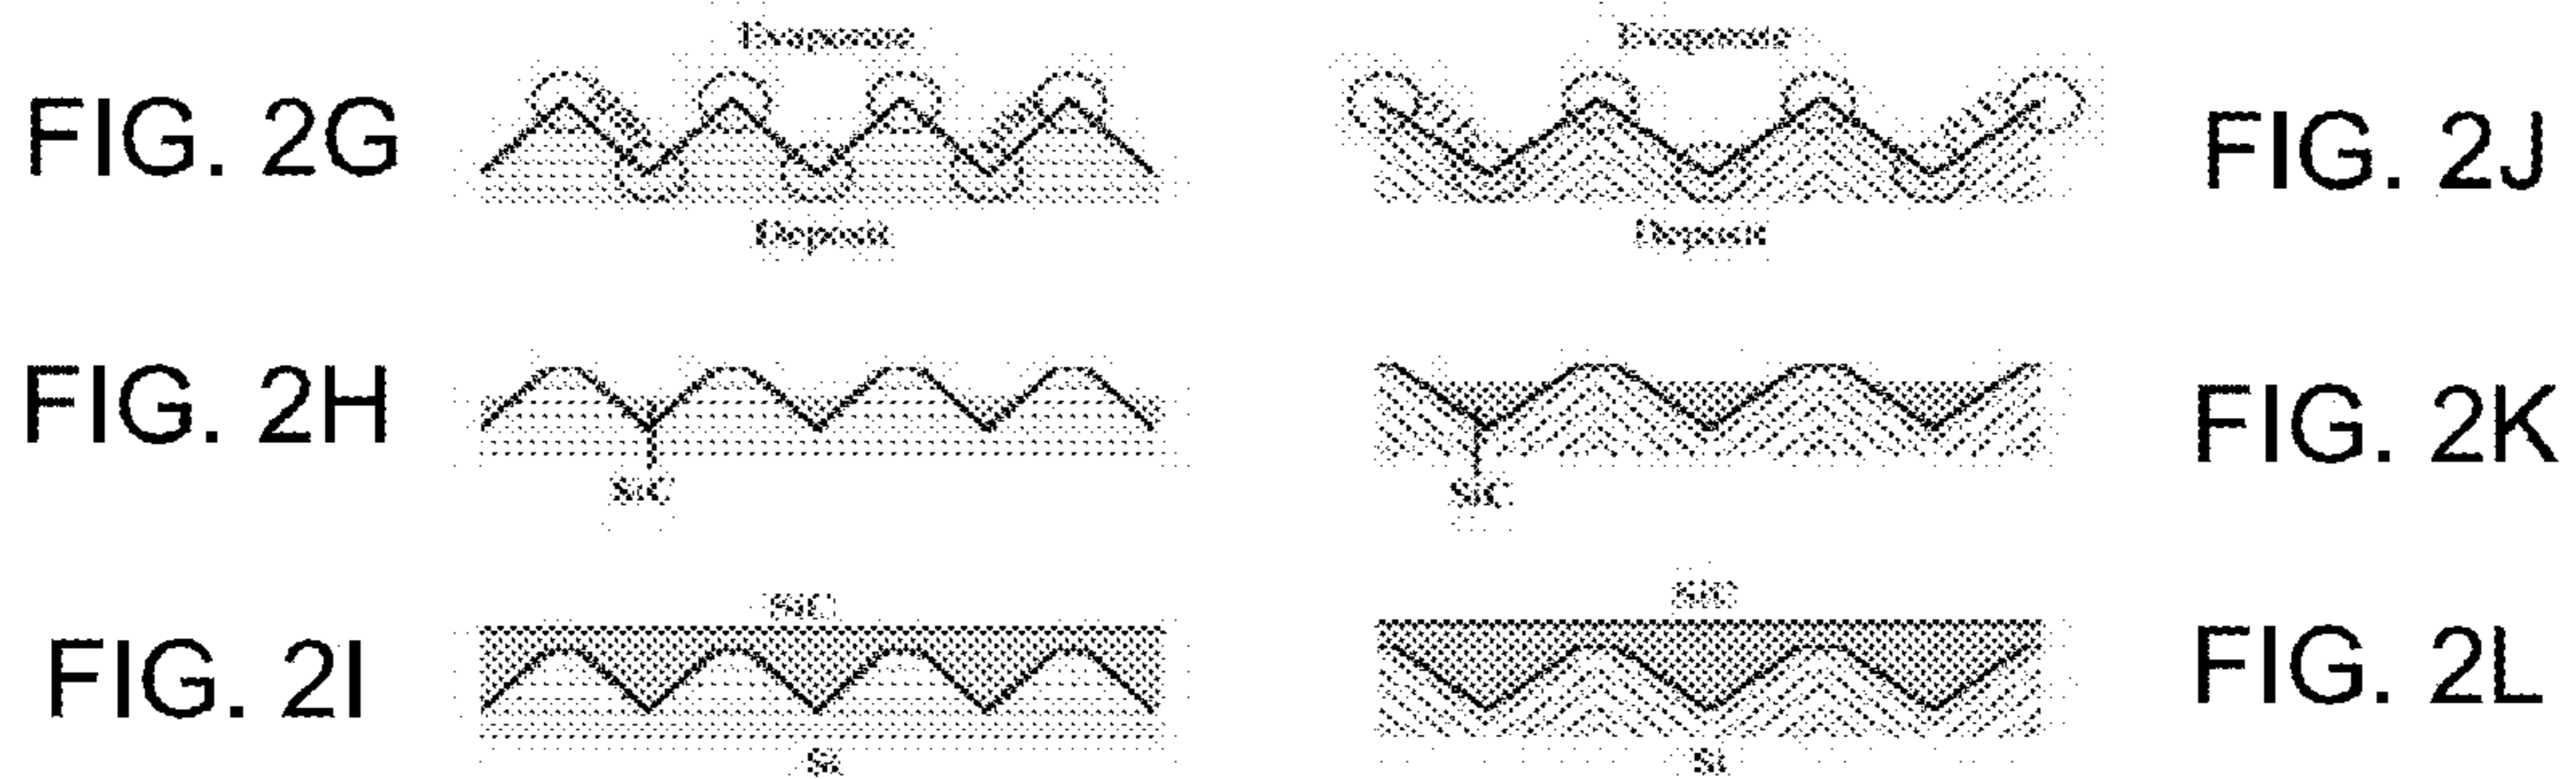 Evaporate
FIG. 2G
Deposit
Evaporate
FIG. 2J
Deposit
FIG. 2H
SiC
FIG. 2K
SiC
FIG. 2I
SiC
Si
SiC
FIG. 2L
Si